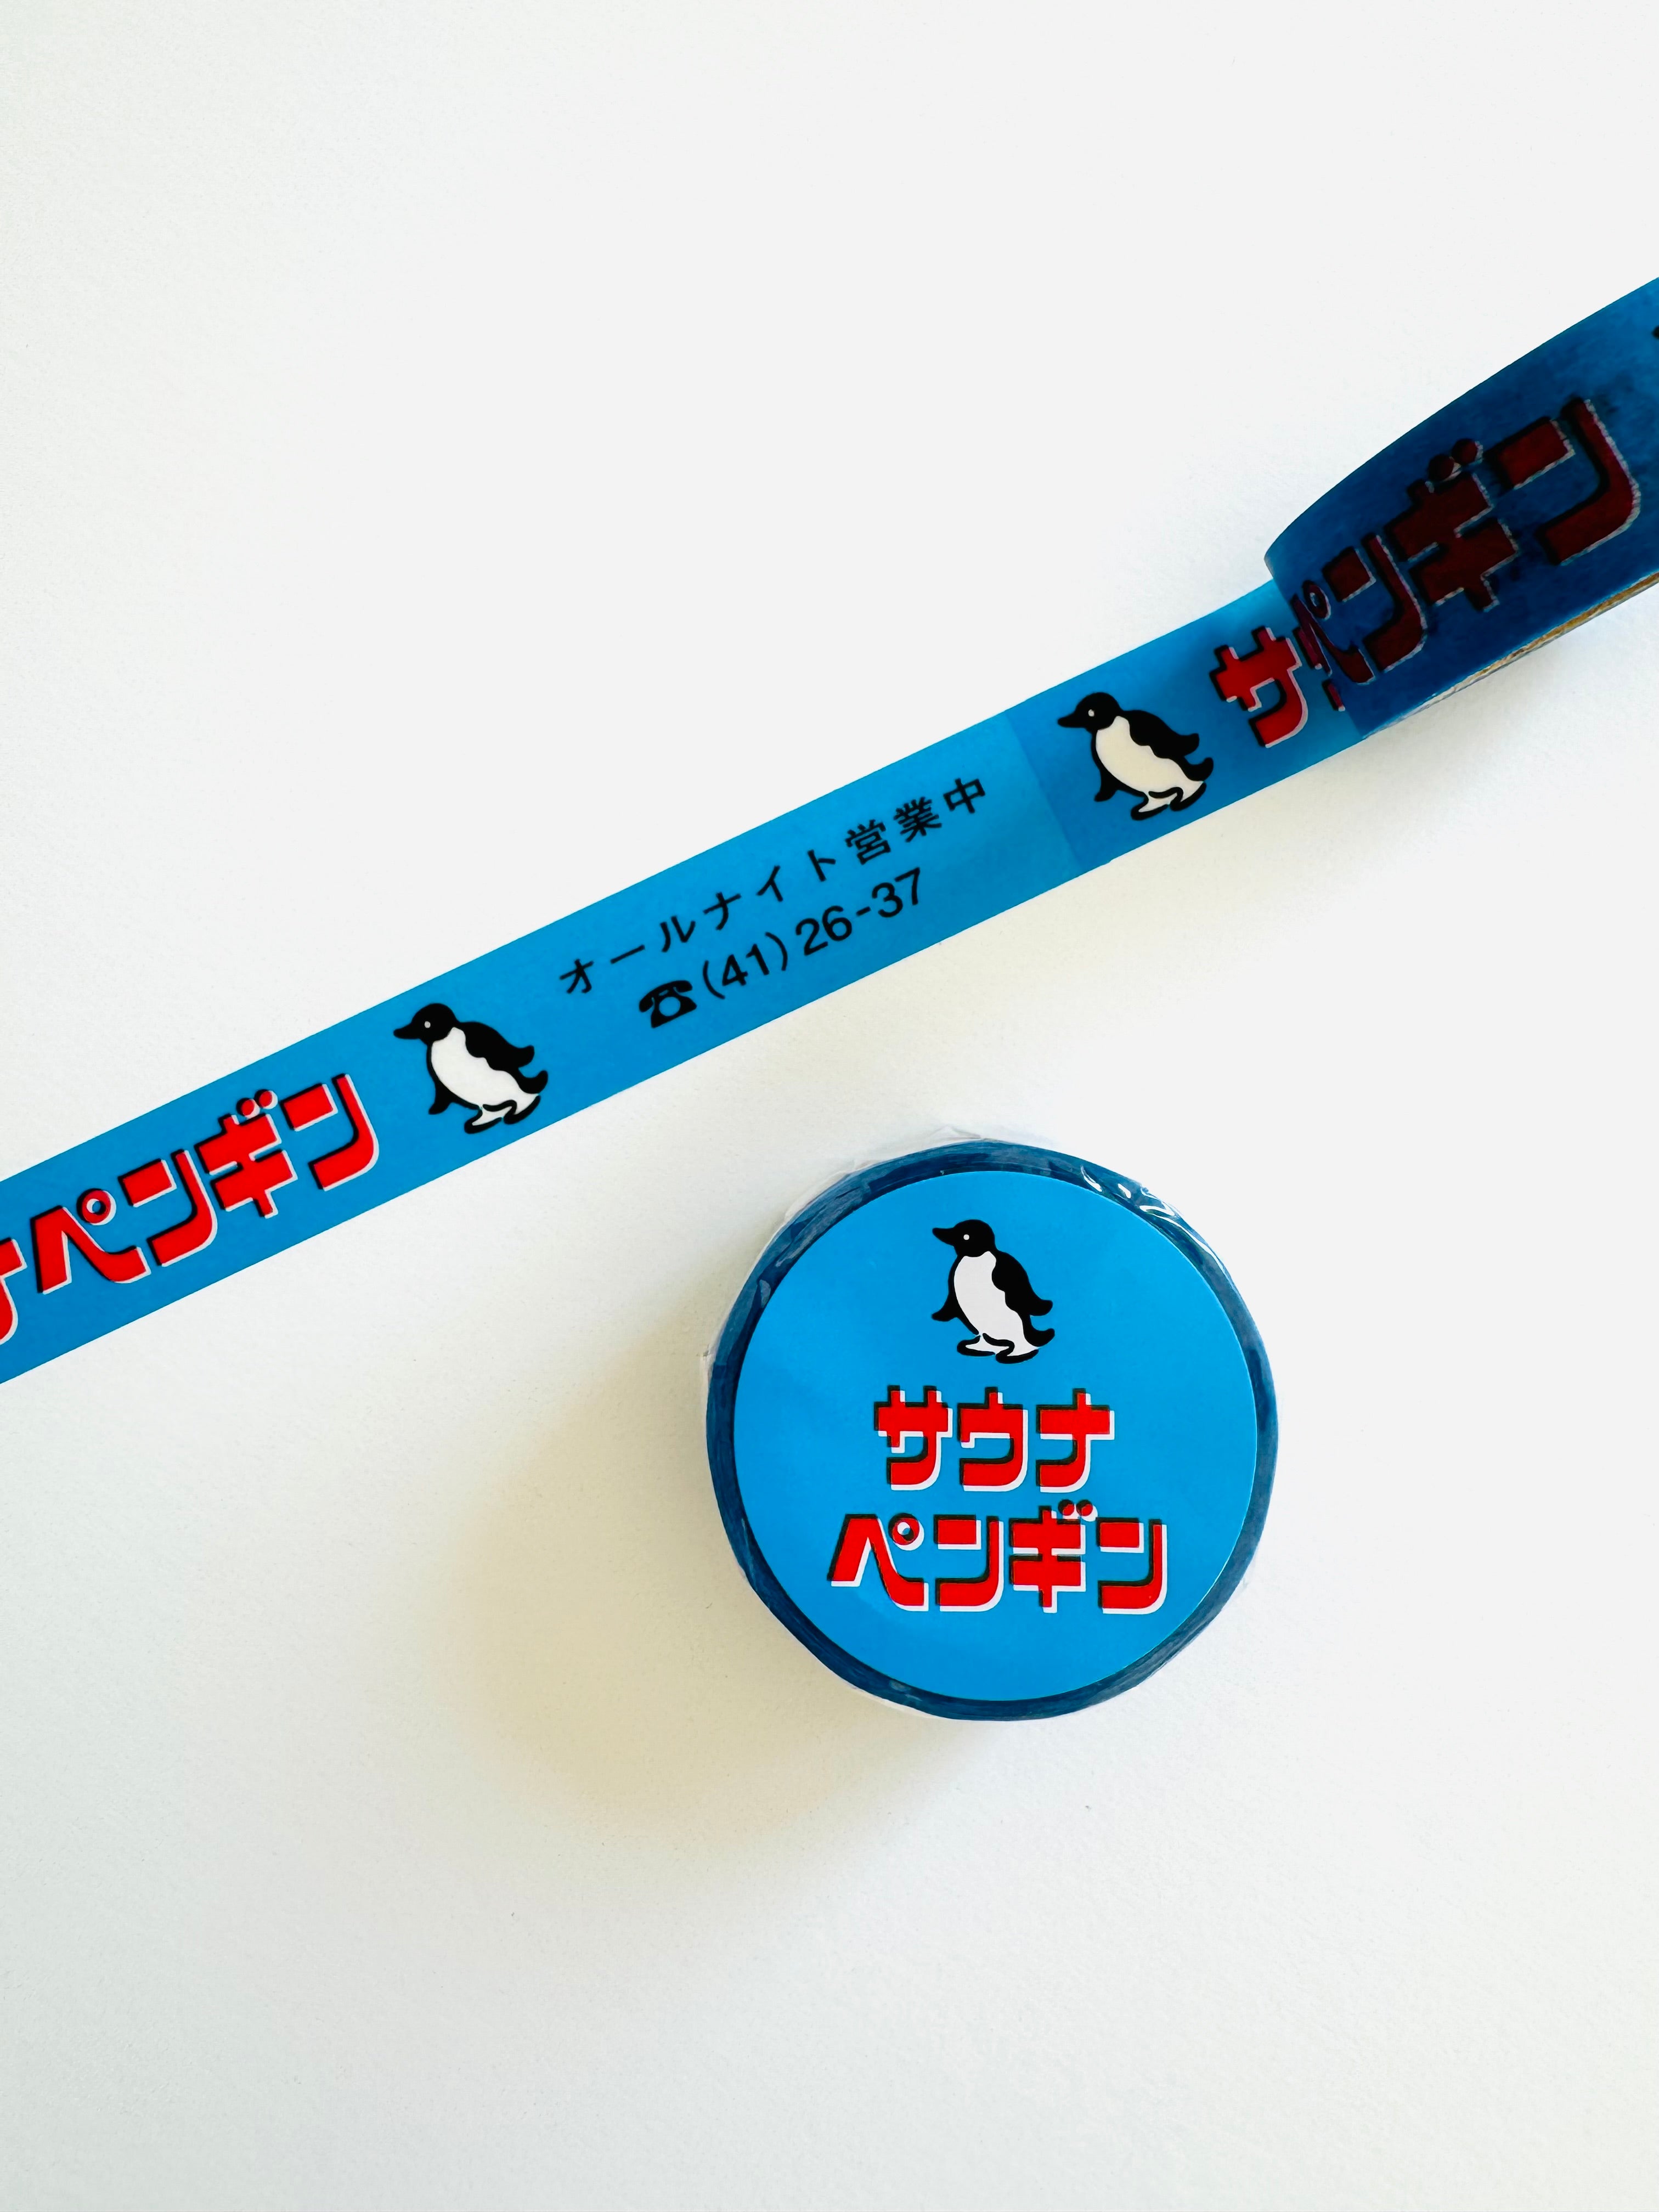 ペンギン
サ
オールナイト営業中
☎(41)26-37
ナペンギン
サウナ
ペンギン